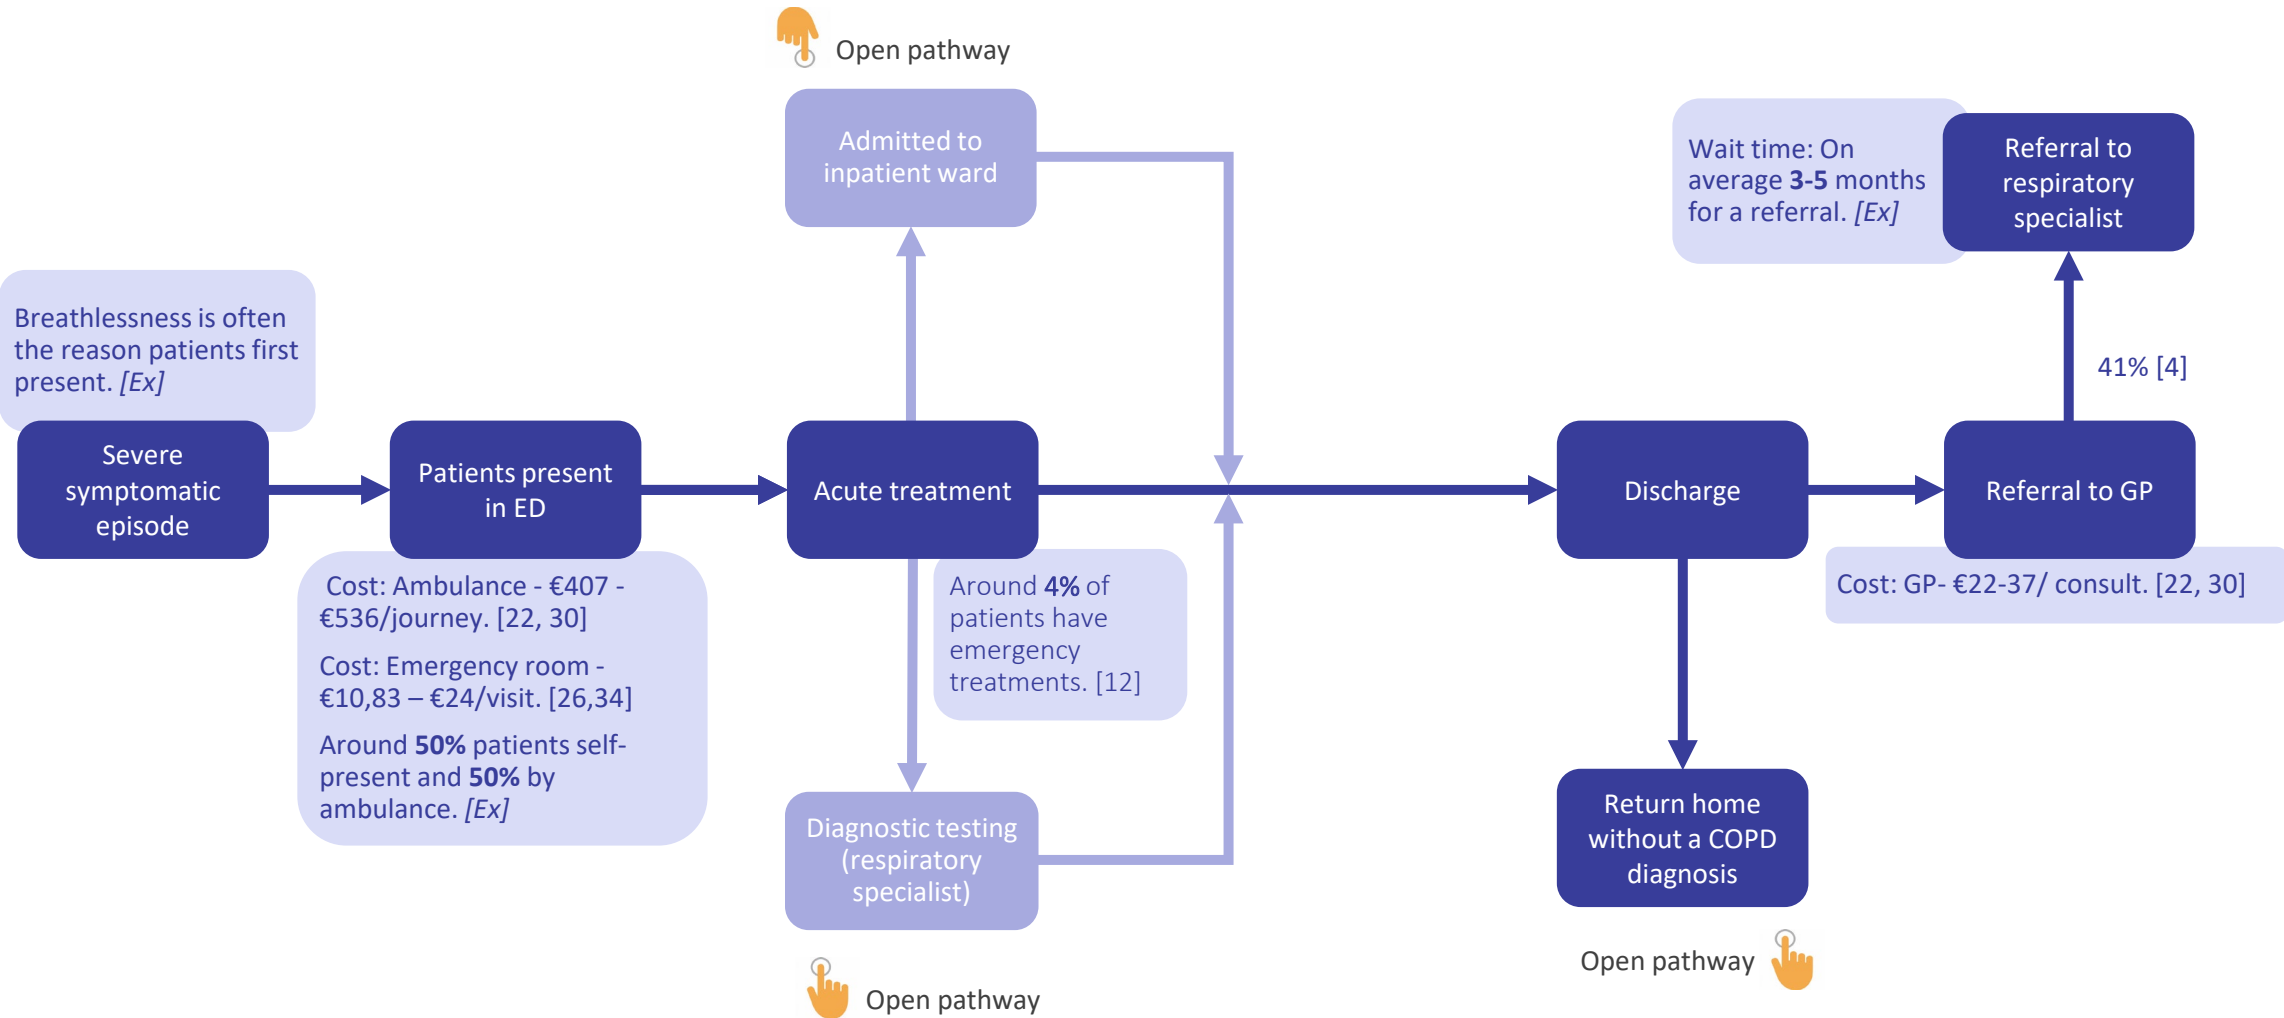 Open pathway
Admitted to
inpatient ward
Wait time: On
average 3-5 months
for a referral. [Ex]
Referral to
respiratory
specialist
Breathlessness is often
the reason patients first
present. [Ex]
41% [4]
Severe
symptomatic
episode
Patients present
in ED
Acute treatment
Discharge
Referral to GP
Cost: Ambulance - €407 -
€536/journey. [22, 30]
Cost: Emergency room -
€10,83 – €24/visit. [26,34]
Around 50% patients self-
present and 50% by
ambulance. [Ex]
Around 4% of
patients have
emergency
treatments. [12]
Cost: GP- €22-37/ consult. [22, 30]
Diagnostic testing
(respiratory
specialist)
Return home
without a COPD
diagnosis
Open pathway
Open pathway